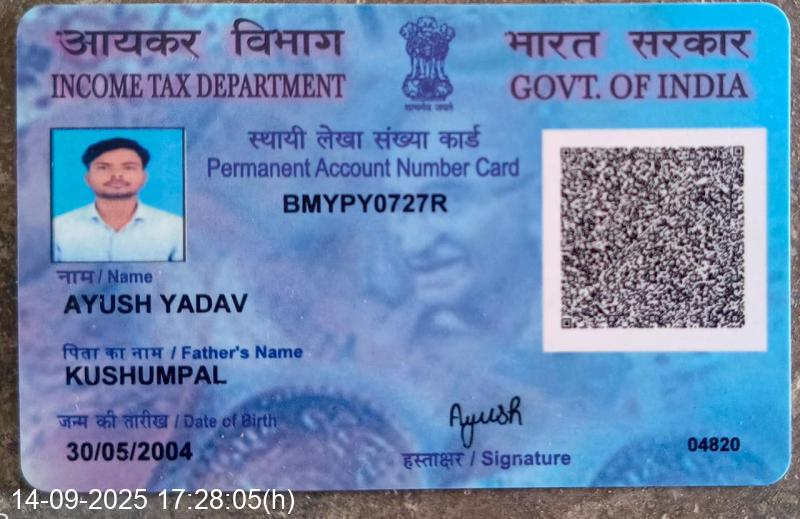 आयकर विभाग
INCOME TAX DEPARTMENT
सत्यमेव जयते
भारत सरकार
GOVT. OF INDIA
स्थायी लेखा संख्या कार्ड
Permanent Account Number Card
BMYPY0727R
नाम / Name
AYUSH YADAV
पिता का नाम / Father's Name
KUSHUMPAL
जन्म की तारीख / Date of Birth
30/05/2004
Ayush
हस्ताक्षर / Signature
04820
14-09-2025 17:28:05(h)